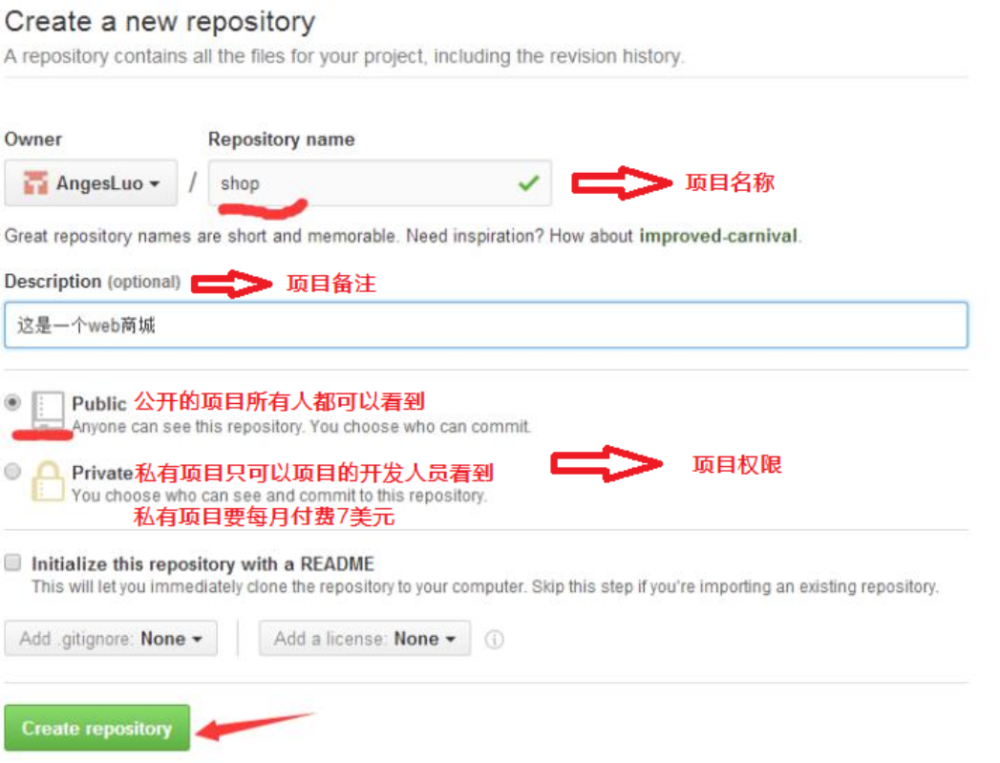 Create a new repository
A repository contains all the files for your project, including the revision history.
Owner Repository name
AngesLuo / shop 项目名称
Great repository names are short and memorable. Need inspiration? How about improved-carnival.
Description (optional) 项目备注
这是一个web商城
Public 公开的项目所有人都可以看到
Anyone can see this repository. You choose who can commit.
Private私有项目只可以项目的开发人员看到 项目权限
You choose who can see and commit to this repository.
私有项目要每月付费7美元
Initialize this repository with a README
This will let you immediately clone the repository to your computer. Skip this step if you're importing an existing repository.
Add .gitignore: None Add a license: None
Create repository